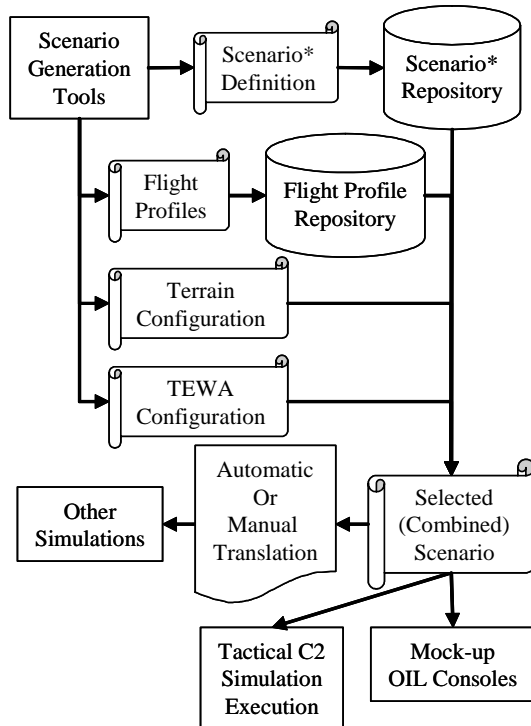 Scenario
Generation
Tools
Scenario*
Definition
Scenario*
Repository
Flight
Profiles
Flight Profile
Repository
Terrain
Configuration
TEWA
Configuration
Automatic
Or
Manual
Translation
Other
Simulations
Selected
(Combined)
Scenario
Tactical C2
Simulation
Execution
Mock-up
OIL Consoles